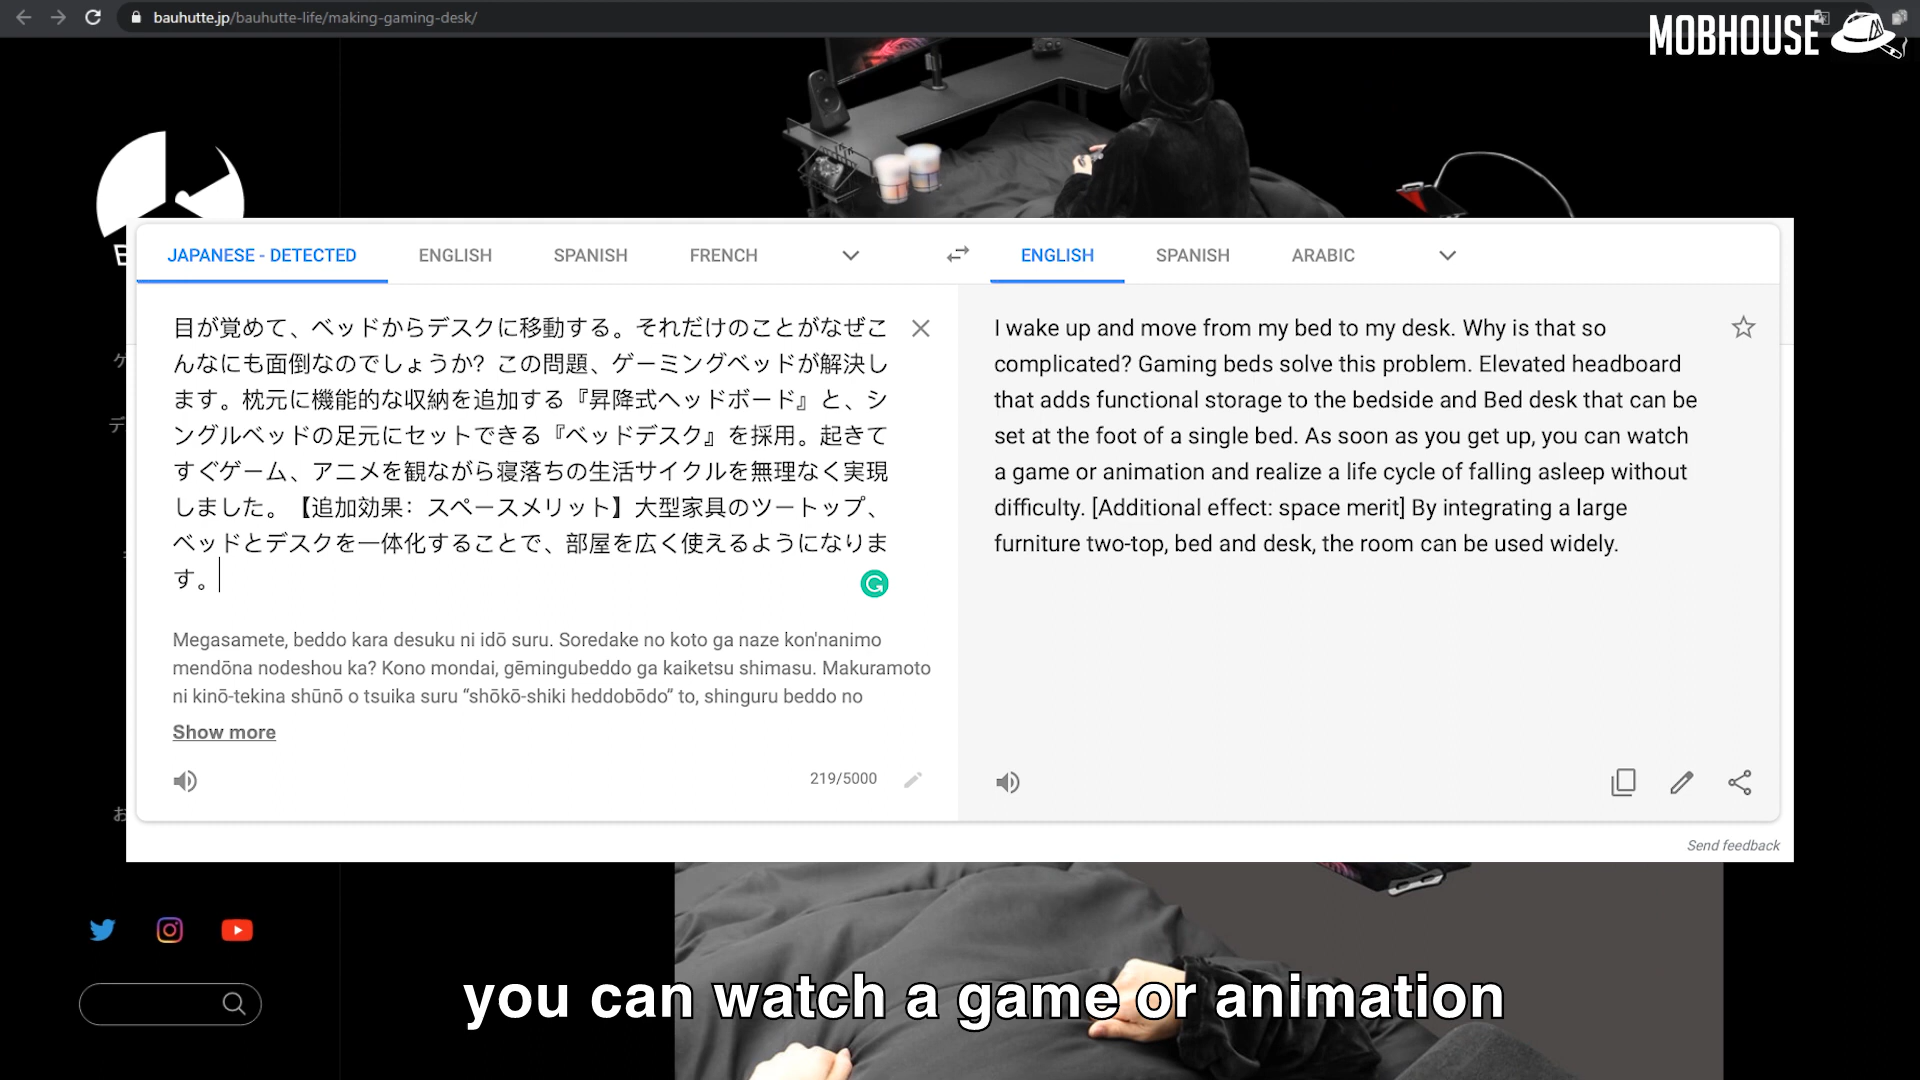 bauhutte.jp/bauhutte-life/making-gaming-desk/
MOBHOUSE
JAPANESE - DETECTED
ENGLISH
SPANISH
FRENCH
ENGLISH
SPANISH
ARABIC
目が覚めて、ベッドからデスクに移動する。それだけのことがなぜこ
んなにも面倒なのでしょうか？この問題、ゲーミングベッドが解決し
ます。枕元に機能的な収納を追加する『昇降式ヘッドボード』と、シ
ングルベッドの足元にセットできる『ベッドデスク』を採用。起きて
すぐゲーム、アニメを観ながら寝落ちの生活サイクルを無理なく実現
しました。【追加効果：スペースメリット】大型家具のツートップ、
ベッドとデスクを一体化することで、部屋を広く使えるようになりま
す。
Megasamete, beddo kara desuku ni idō suru. Soredake no koto ga naze kon'nanimo
mendōna nodeshou ka? Kono mondai, gēmingubeddo ga kaiketsu shimasu. Makuramoto
ni kinō-tekina shūnō o tsuika suru “shōkō-shiki heddobōdo” to, shinguru beddo no
Show more
219/5000
I wake up and move from my bed to my desk. Why is that so
complicated? Gaming beds solve this problem. Elevated headboard
that adds functional storage to the bedside and Bed desk that can be
set at the foot of a single bed. As soon as you get up, you can watch
a game or animation and realize a life cycle of falling asleep without
difficulty. [Additional effect: space merit] By integrating a large
furniture two-top, bed and desk, the room can be used widely.
Send feedback
you can watch a game or animation